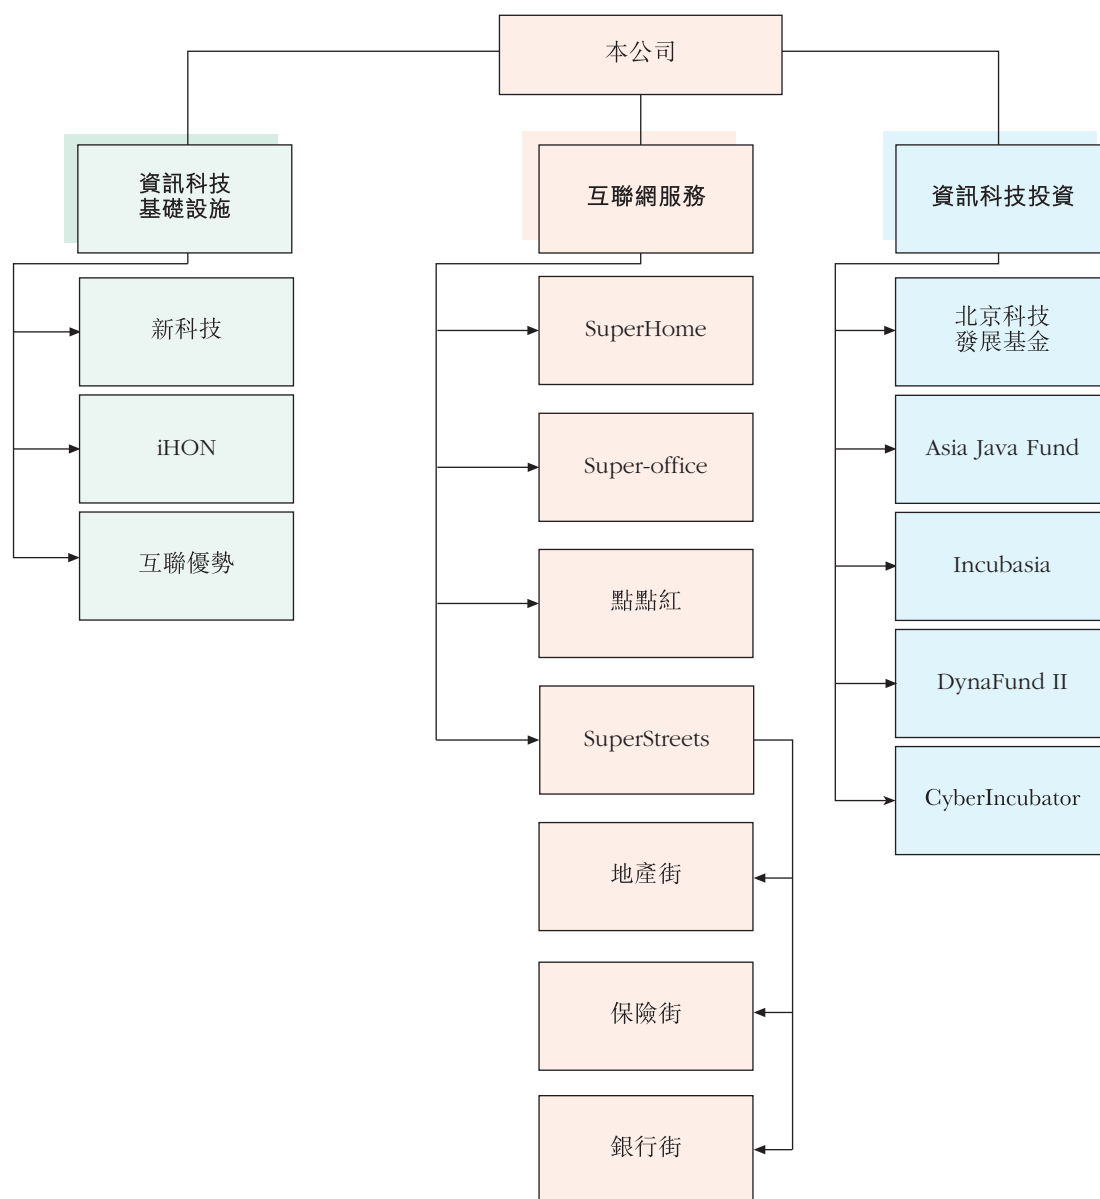 本公司
資訊科技
基礎設施
新科技
iHON
互聯優勢
互聯網服務
SuperHome
Super-office
點點紅
SuperStreets
地產街
保險街
銀行街
資訊科技投資
北京科技
發展基金
Asia Java Fund
Incubasia
DynaFund II
CyberIncubator